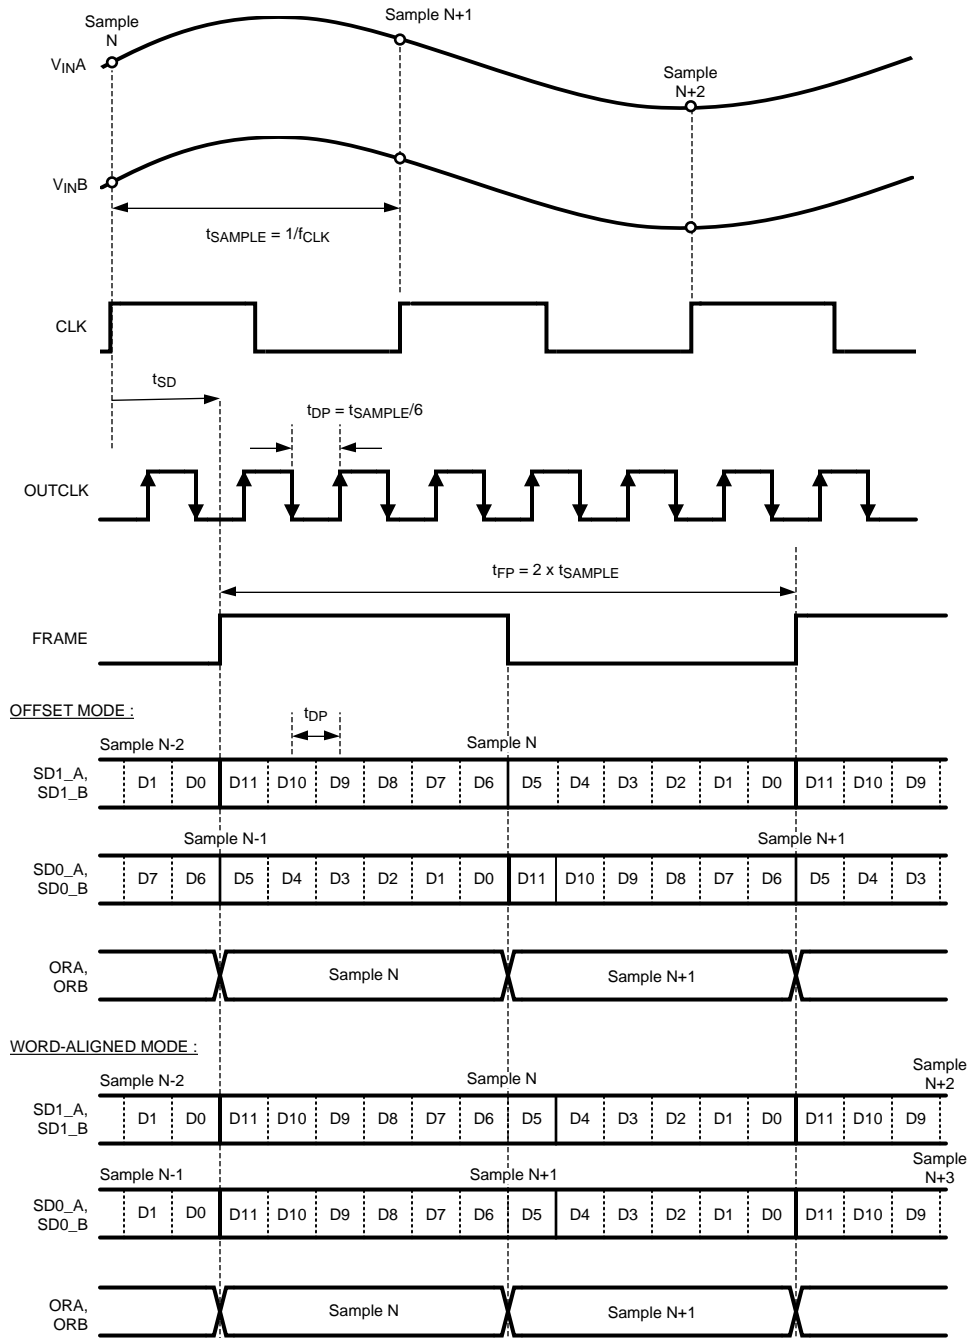 Sample
N
Sample N+1
VINA
Sample
N+2
VINB
tSAMPLE = 1/fCLK
CLK
tSD
tDP = tSAMPLE/6
OUTCLK
tFP = 2 x tSAMPLE
FRAME
OFFSET MODE :
tDP
Sample N-2 Sample N
SD1_A,
SD1_B
D1 D0 D11 D10 D9 D8 D7 D6 D5 D4 D3 D2 D1 D0 D11 D10 D9
Sample N-1 Sample N+1
SD0_A,
SD0_B
D7 D6 D5 D4 D3 D2 D1 D0 D11 D10 D9 D8 D7 D6 D5 D4 D3
ORA,
ORB
Sample N Sample N+1
WORD-ALIGNED MODE :
Sample N-2 Sample N Sample
N+2
SD1_A,
SD1_B
D1 D0 D11 D10 D9 D8 D7 D6 D5 D4 D3 D2 D1 D0 D11 D10 D9
Sample N-1 Sample N+1 Sample
N+3
SD0_A,
SD0_B
D1 D0 D11 D10 D9 D8 D7 D6 D5 D4 D3 D2 D1 D0 D11 D10 D9
ORA,
ORB
Sample N Sample N+1